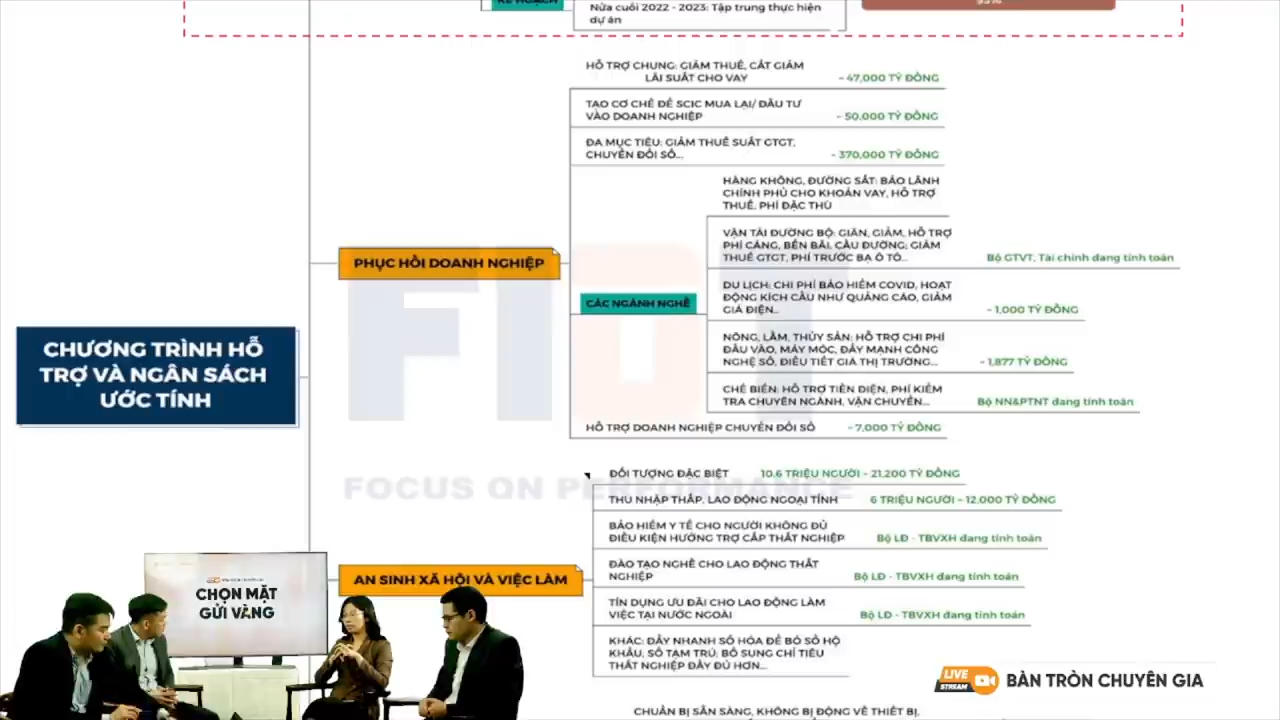 KẾ HOẠCH
Nửa cuối 2022 - 2023: Tập trung thực hiện
dự án
95%
HỖ TRỢ CHUNG: GIẢM THUẾ, CẮT GIẢM
LÃI SUẤT CHO VAY
~ 47,000 TỶ ĐỒNG
TẠO CƠ CHẾ ĐỂ SCIC MUA LẠI/ ĐẦU TƯ
VÀO DOANH NGHIỆP
~ 50,000 TỶ ĐỒNG
ĐA MỤC TIÊU: GIẢM THUẾ SUẤT GTGT,
CHUYỂN ĐỔI SỐ...
~ 370,000 TỶ ĐỒNG
HÀNG KHÔNG, ĐƯỜNG SẮT: BẢO LÃNH
CHÍNH PHỦ CHO KHOẢN VAY, HỖ TRỢ
THUẾ, PHÍ ĐẶC THÙ
VẬN TẢI ĐƯỜNG BỘ: GIÃN, GIẢM, HỖ TRỢ
PHÍ CẢNG, BẾN BÃI, CẦU ĐƯỜNG; GIẢM
THUẾ GTGT, PHÍ TRƯỚC BẠ Ô TÔ...
Bộ GTVT, Tài chính đang tính toán
PHỤC HỒI DOANH NGHIỆP
DU LỊCH: CHI PHÍ BẢO HIỂM COVID, HOẠT
ĐỘNG KÍCH CẦU NHƯ QUẢNG CÁO, GIẢM
GIÁ ĐIỆN...
~ 1,000 TỶ ĐỒNG
CÁC NGÀNH NGHỀ
NÔNG, LÂM, THỦY SẢN: HỖ TRỢ CHI PHÍ
ĐẦU VÀO, MÁY MÓC, ĐẨY MẠNH CÔNG
NGHỆ SỐ, ĐIỀU TIẾT GIÁ THỊ TRƯỜNG...
~ 1,877 TỶ ĐỒNG
CHẾ BIẾN: HỖ TRỢ TIỀN ĐIỆN, PHÍ KIỂM
TRA CHUYÊN NGÀNH, VẬN CHUYỂN...
Bộ NN&PTNT đang tính toán
HỖ TRỢ DOANH NGHIỆP CHUYỂN ĐỔI SỐ
~ 7,000 TỶ ĐỒNG
CHƯƠNG TRÌNH HỖ
TRỢ VÀ NGÂN SÁCH
ƯỚC TÍNH
FIDT
FOCUS ON PERFORMANCE
ĐỐI TƯỢNG ĐẶC BIỆT
10.6 TRIỆU NGƯỜI ~ 21,200 TỶ ĐỒNG
THU NHẬP THẤP, LAO ĐỘNG NGOẠI TỈNH
6 TRIỆU NGƯỜI ~ 12,000 TỶ ĐỒNG
BẢO HIỂM Y TẾ CHO NGƯỜI KHÔNG ĐỦ
ĐIỀU KIỆN HƯỞNG TRỢ CẤP THẤT NGHIỆP
Bộ LĐ - TBVXH đang tính toán
ĐÀO TẠO NGHỀ CHO LAO ĐỘNG THẤT
NGHIỆP
Bộ LĐ - TBVXH đang tính toán
AN SINH XÃ HỘI VÀ VIỆC LÀM
TÍN DỤNG ƯU ĐÃI CHO LAO ĐỘNG LÀM
VIỆC TẠI NƯỚC NGOÀI
Bộ LĐ - TBVXH đang tính toán
KHÁC: ĐẨY NHANH SỐ HÓA ĐỂ BỎ SỔ HỘ
KHẨU, SỔ TẠM TRÚ; BỔ SUNG CHỈ TIÊU
THẤT NGHIỆP ĐẦY ĐỦ HƠN...
CHỌN MẶT
GỬI VÀNG
LIVE
STREAM
BÀN TRÒN CHUYÊN GIA
CHUẨN BỊ SẴN SÀNG, KHÔNG BỊ ĐỘNG VỀ THIẾT BỊ,